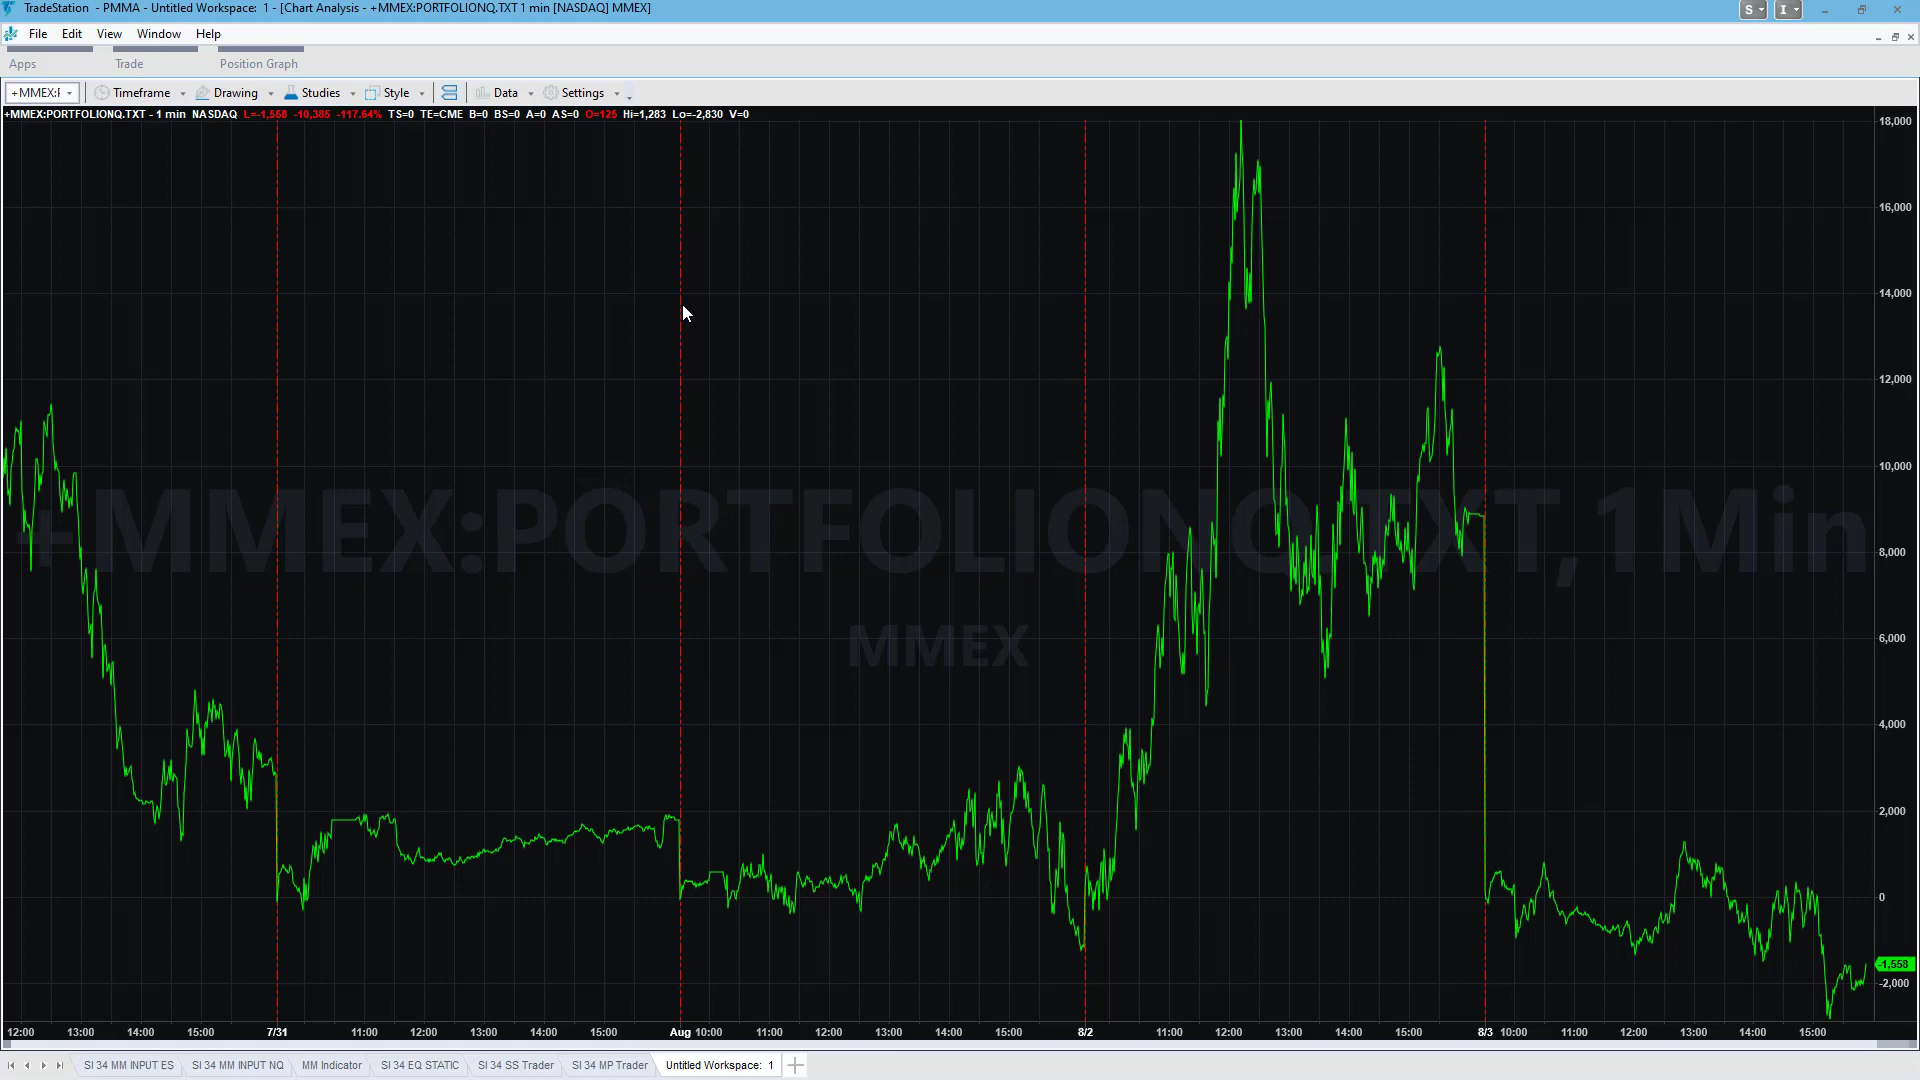 TradeStation - PMMA - Untitled Workspace: 1 - [Chart Analysis - +MMEX:PORTFOLIONQ.TXT 1 min [NASDAQ] MMEX]
S I
File Edit View Window Help
Apps Trade Position Graph
+MMEX:F Timeframe Drawing Studies Style Data Settings
+MMEX:PORTFOLIONQ.TXT - 1 min NASDAQ L=-1,558 -10,385 -117.64% TS=0 TE=CME B=0 BS=0 A=0 AS=0 O=125 Hi=1,283 Lo=-2,830 V=0
18,000
16,000
14,000
12,000
10,000
+MMEX:PORTFOLIONQ.TXT,1Min
8,000
6,000
MMEX
4,000
2,000
0
-1,558
-2,000
12:00 13:00 14:00 15:00 7/31 11:00 12:00 13:00 14:00 15:00 Aug 10:00 11:00 12:00 13:00 14:00 15:00 8/2 11:00 12:00 13:00 14:00 15:00 8/3 10:00 11:00 12:00 13:00 14:00 15:00
SI 34 MM INPUT ES SI 34 MM INPUT NQ MM Indicator SI 34 EQ STATIC SI 34 SS Trader SI 34 MP Trader Untitled Workspace: 1